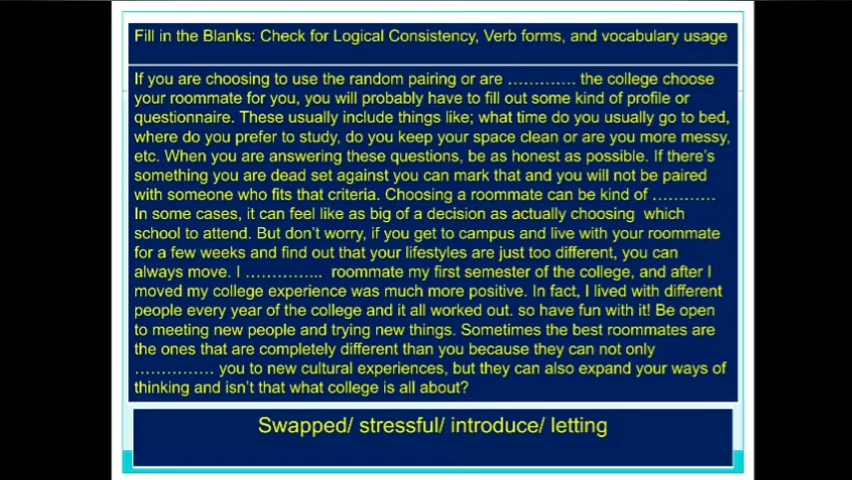 Fill in the Blanks: Check for Logical Consistency, Verb forms, and vocabulary usage
If you are choosing to use the random pairing or are …………. the college choose
your roommate for you, you will probably have to fill out some kind of profile or
questionnaire. These usually include things like; what time do you usually go to bed,
where do you prefer to study, do you keep your space clean or are you more messy,
etc. When you are answering these questions, be as honest as possible. If there's
something you are dead set against you can mark that and you will not be paired
with someone who fits that criteria. Choosing a roommate can be kind of …………
In some cases, it can feel like as big of a decision as actually choosing which
school to attend. But don't worry, if you get to campus and live with your roommate
for a few weeks and find out that your lifestyles are just too different, you can
always move. I ………….. roommate my first semester of the college, and after I
moved my college experience was much more positive. In fact, I lived with different
people every year of the college and it all worked out. so have fun with it! Be open
to meeting new people and trying new things. Sometimes the best roommates are
the ones that are completely different than you because they can not only
…………… you to new cultural experiences, but they can also expand your ways of
thinking and isn't that what college is all about?
Swapped/ stressful/ introduce/ letting